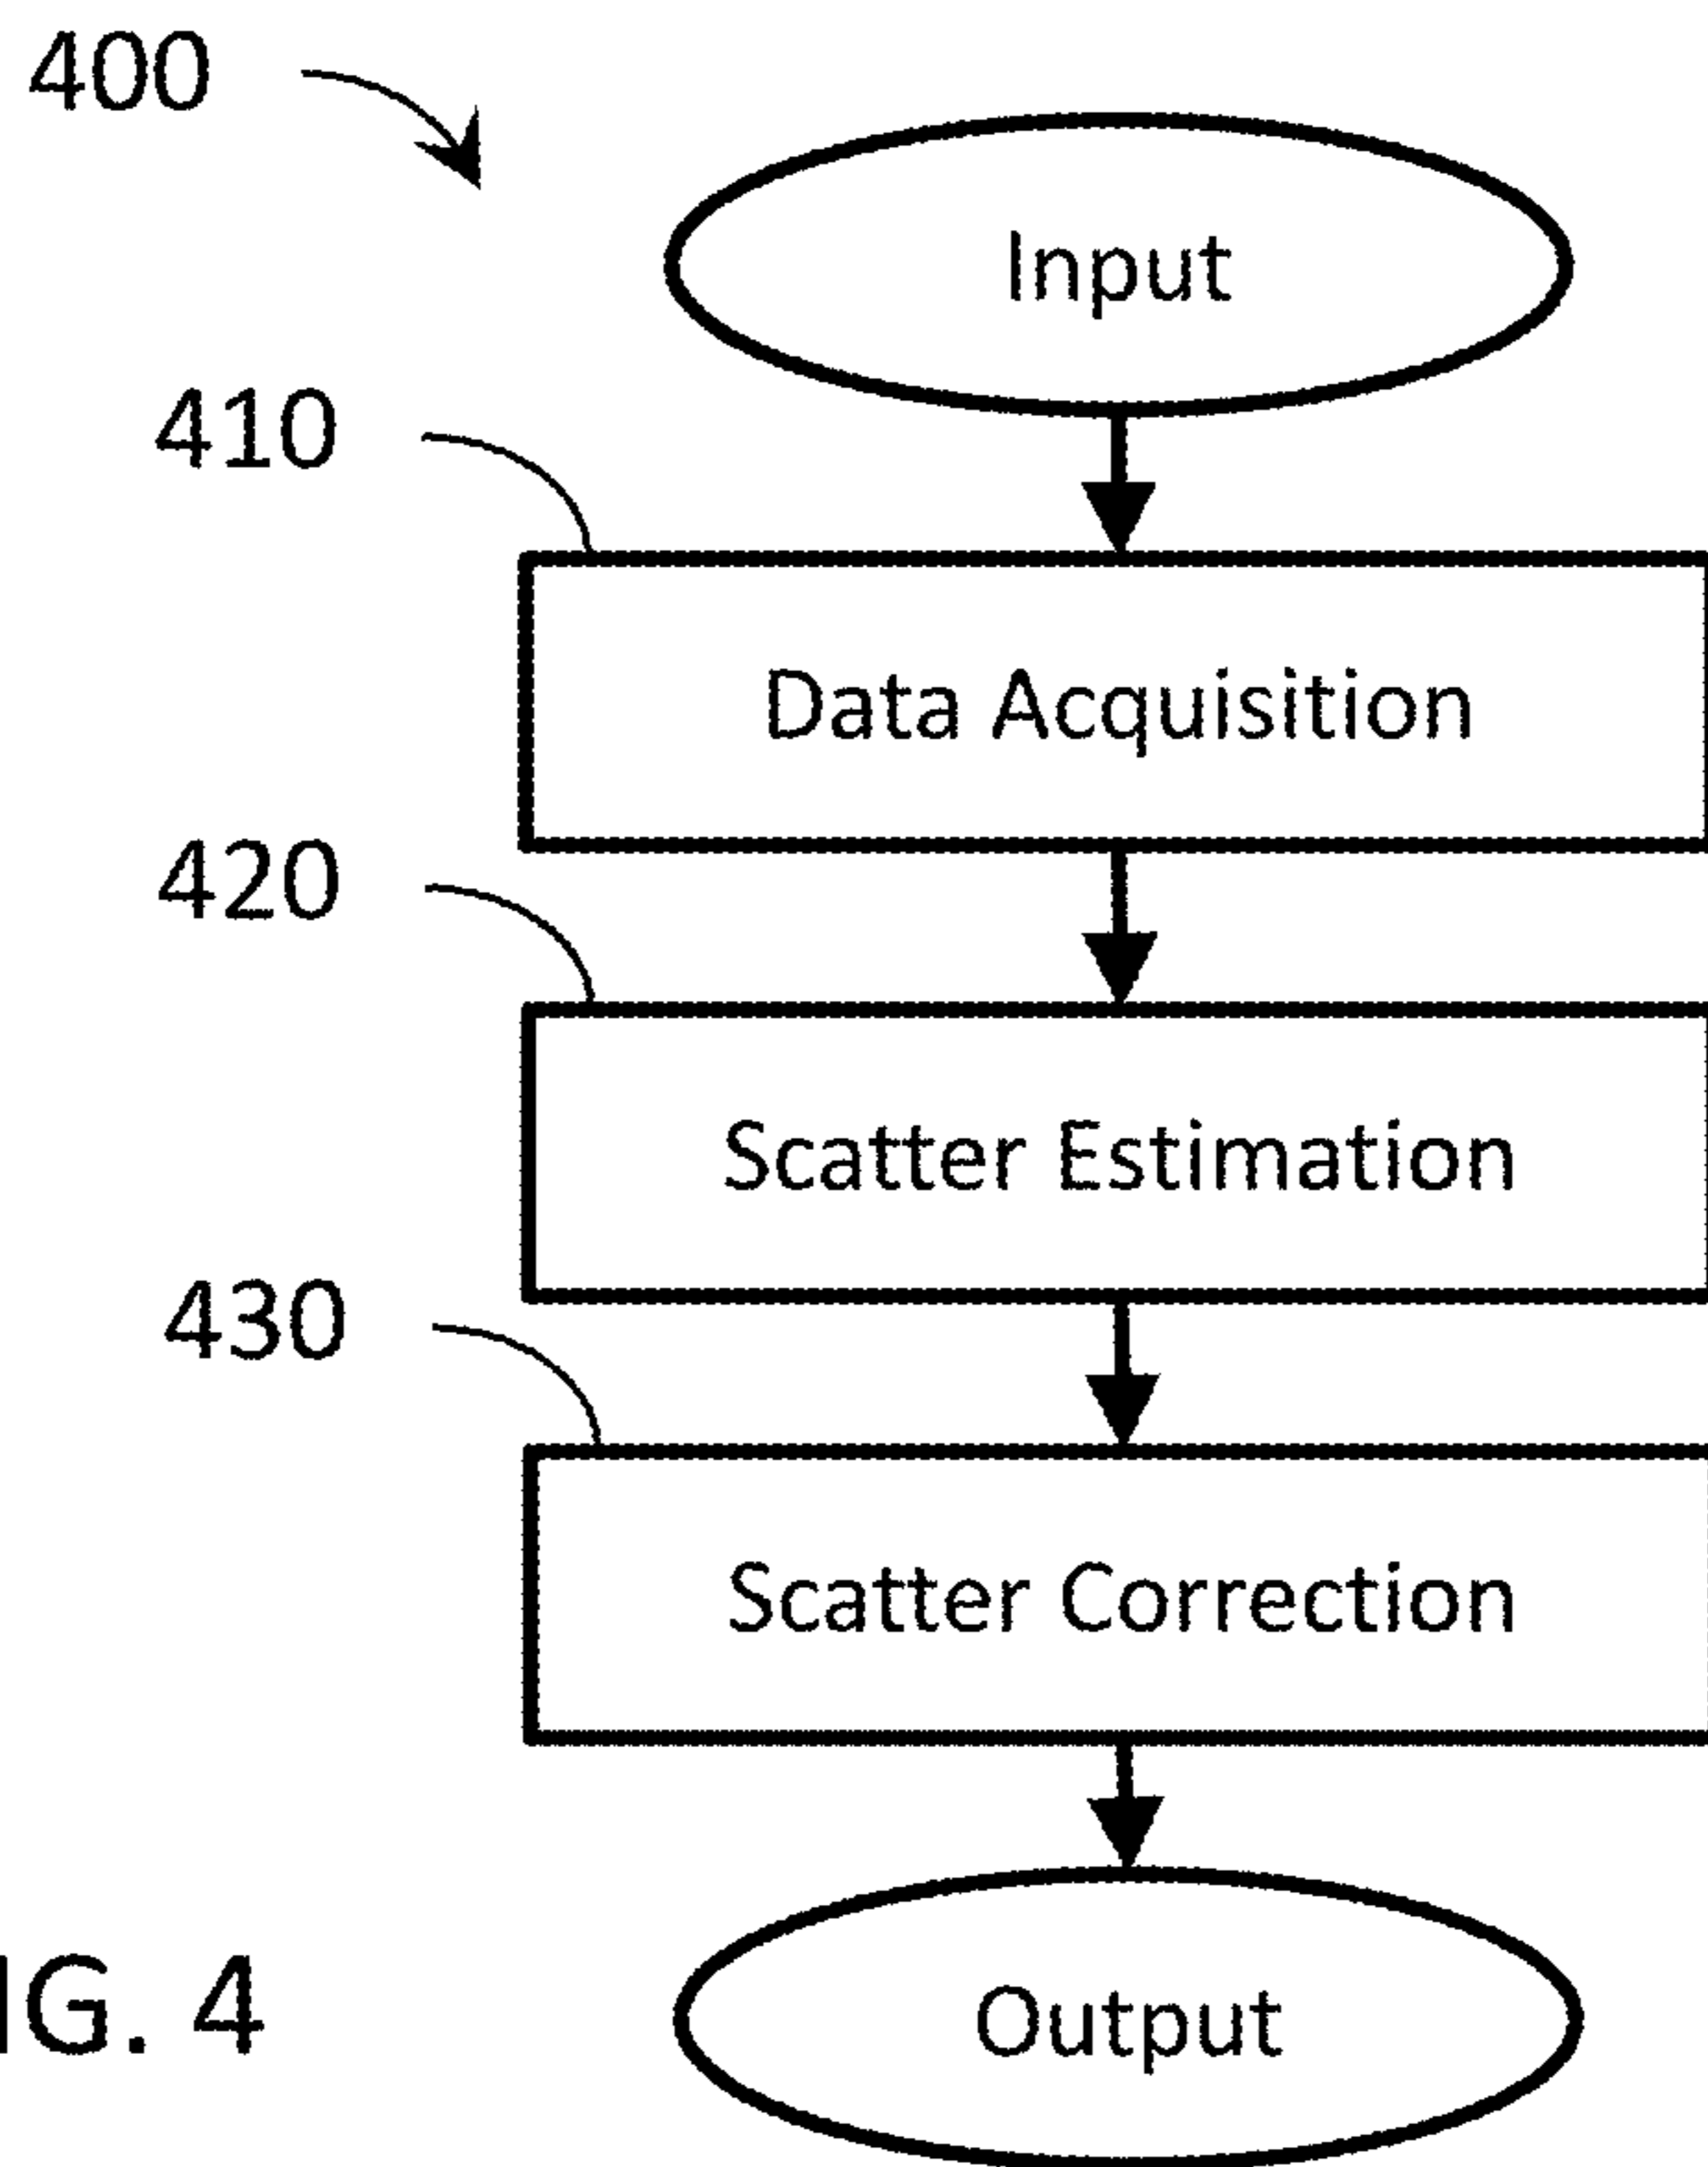 400
Input
410
Data Acquisition
420
Scatter Estimation
430
Scatter Correction
Output
IG. 4